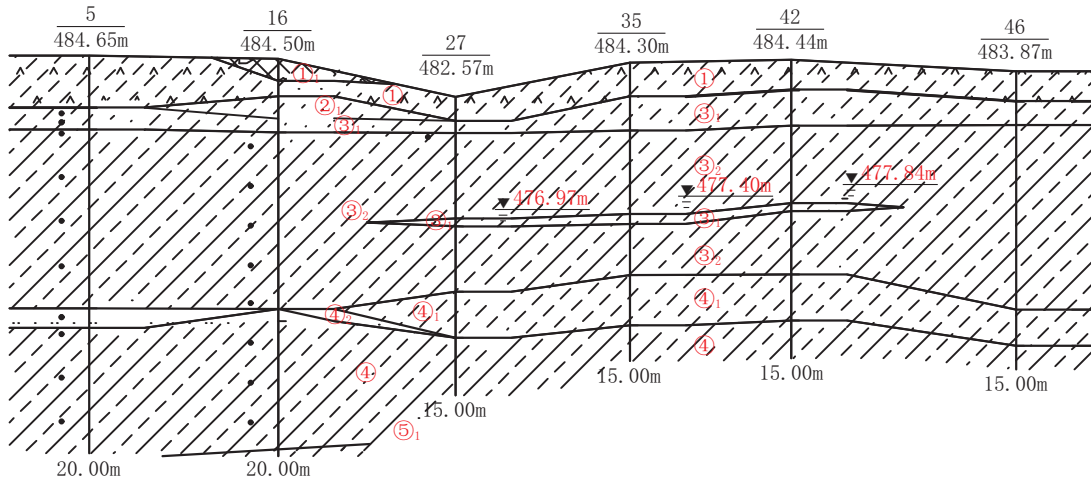 5
484.65m
16
484.50m
27
482.57m
35
484.30m
42
484.44m
46
483.87m
①₁
①
①
②₁
③₁
③₁
③₂
477.84m
477.40m
476.97m
③₂
③₁
③₁
③₂
④₁
④₁
④₂
④
④
⑤₁
15.00m
15.00m
15.00m
15.00m
20.00m
20.00m